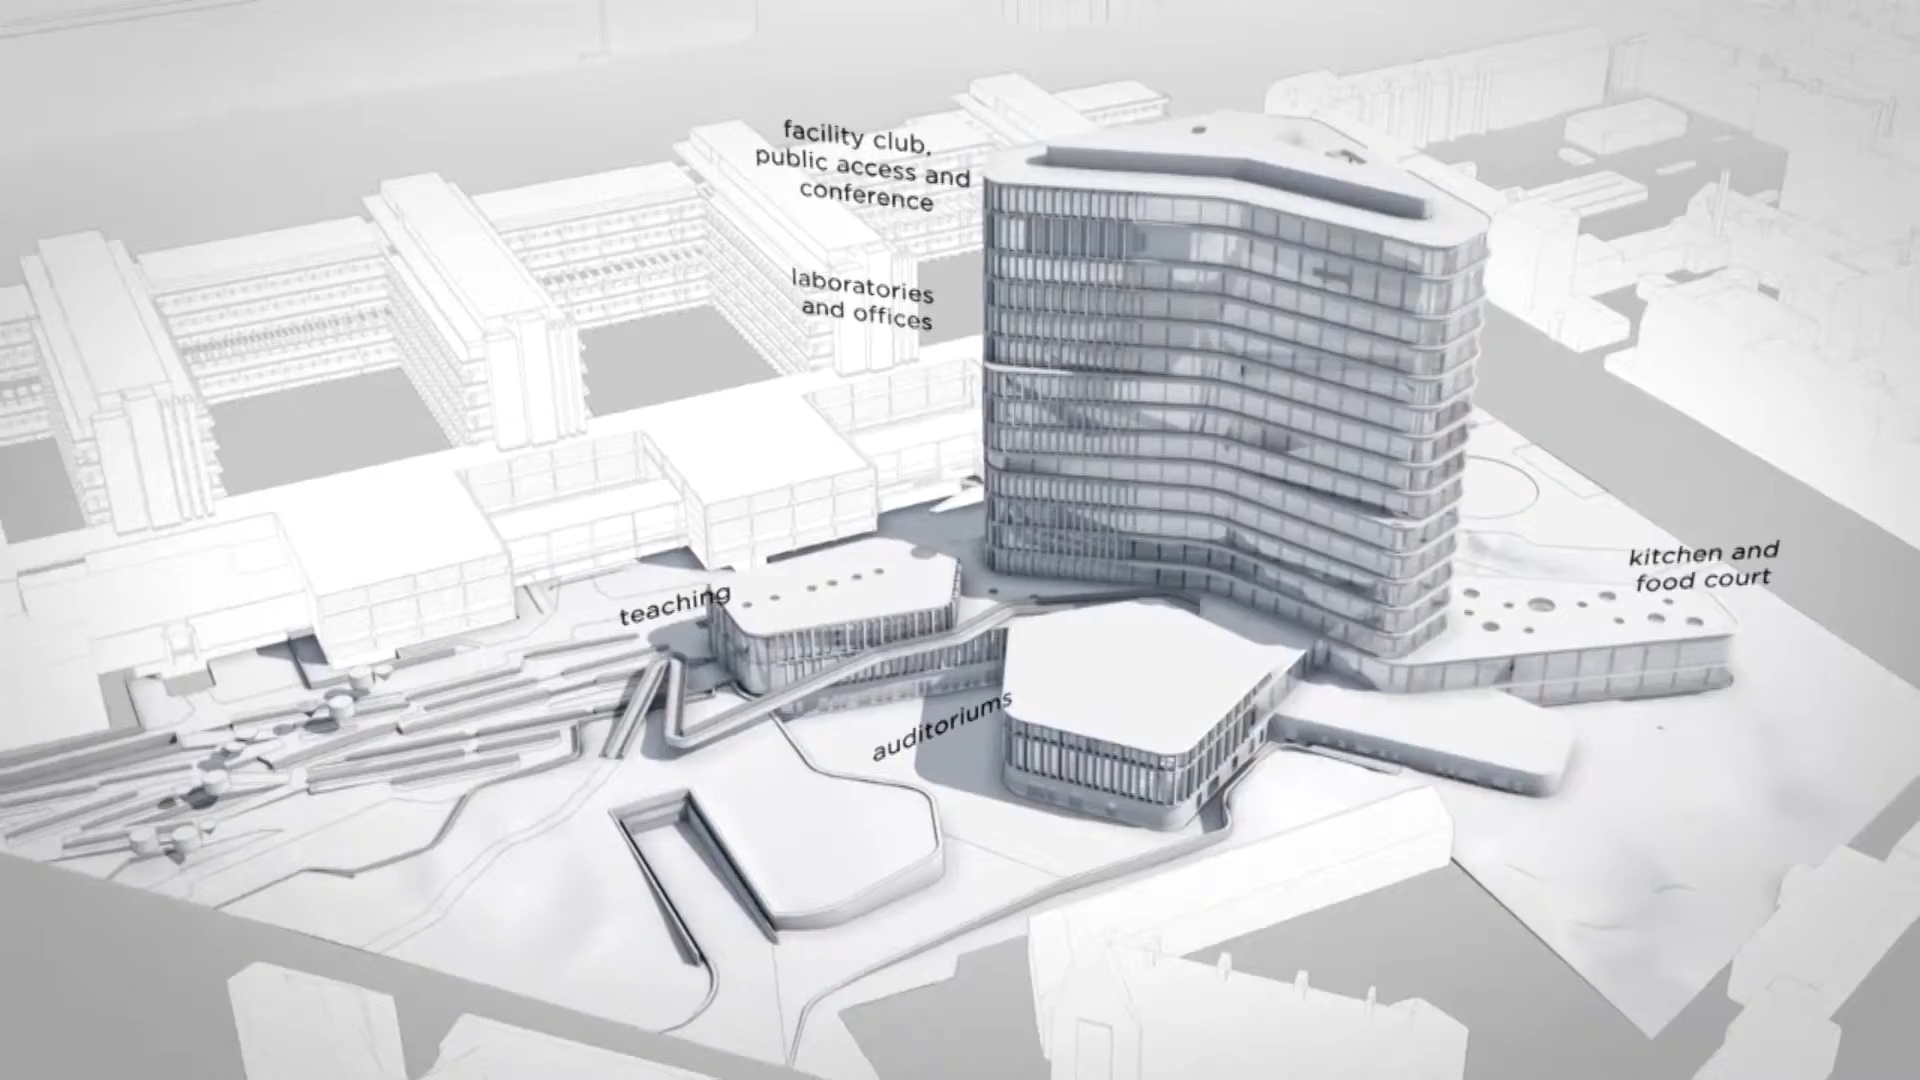 facility club,
public access and
conference
laboratories
and offices
kitchen and
food court
teaching
auditoriums